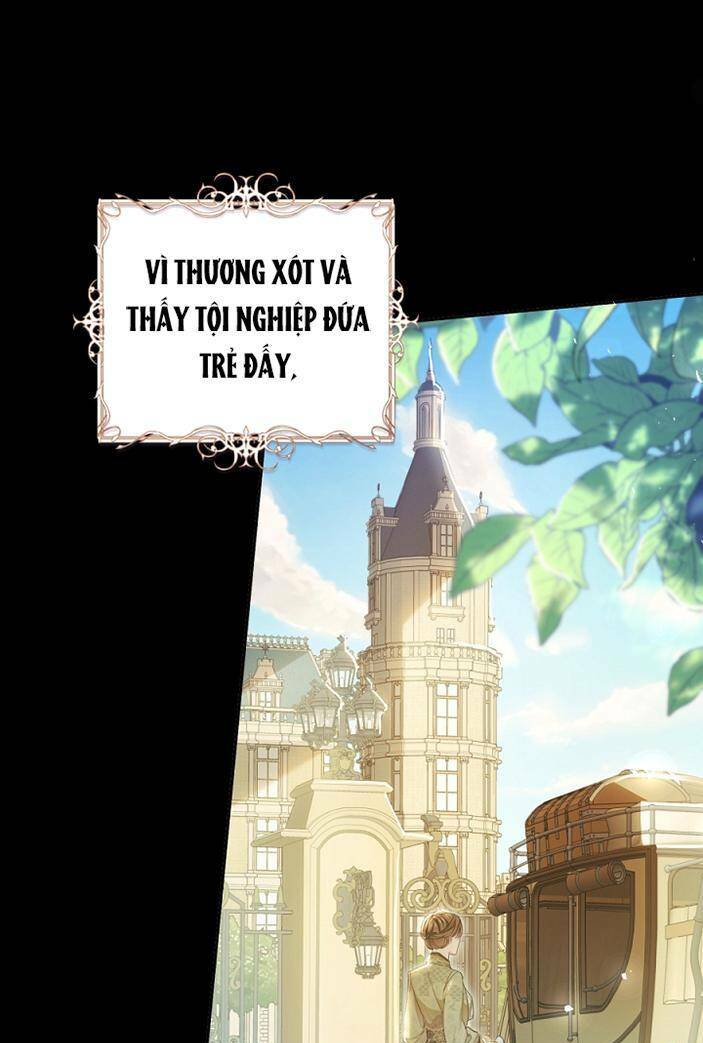 VÌ THƯƠNG XÓT VÀ
THẤY TỘI NGHIỆP ĐỨA
TRẺ ĐẤY,